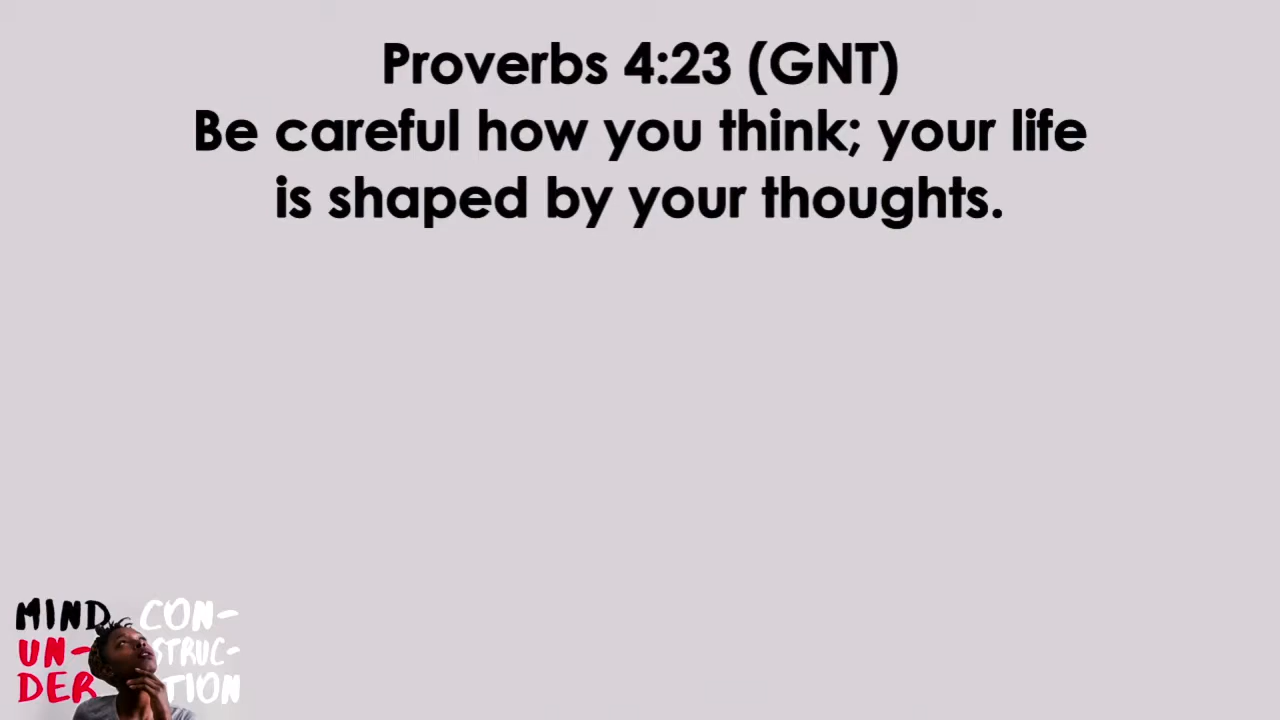 Proverbs 4:23 (GNT)
Be careful how you think; your life
is shaped by your thoughts.
MIND CON-
UN- STRUC-
DER TION